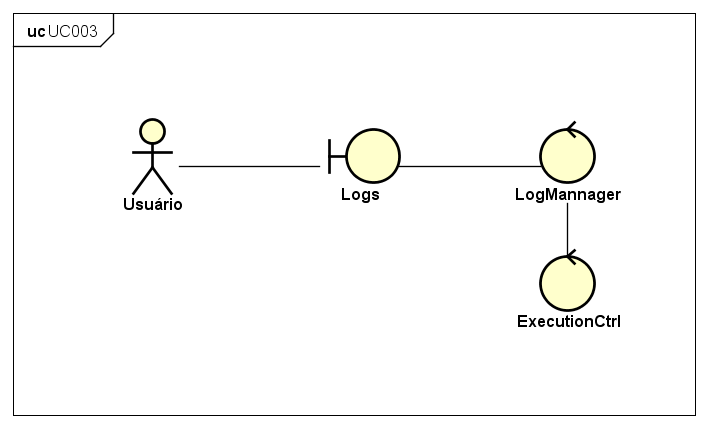 uc UC003
Usuário
Logs
LogMannager
ExecutionCtrl